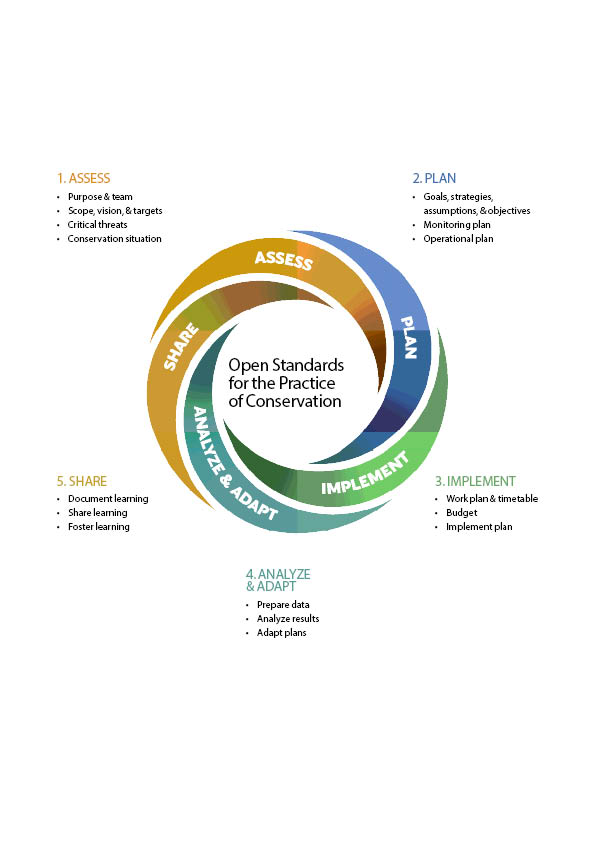 1. ASSESS
• Purpose & team
• Scope, vision, & targets
• Critical threats
• Conservation situation
2. PLAN
• Goals, strategies,
assumptions, & objectives
• Monitoring plan
• Operational plan
ASSESS
PLAN
SHARE
Open Standards
for the Practice
of Conservation
ANALYZE & ADAPT
IMPLEMENT
5. SHARE
• Document learning
• Share learning
• Foster learning
3. IMPLEMENT
• Work plan & timetable
• Budget
• Implement plan
4. ANALYZE
& ADAPT
• Prepare data
• Analyze results
• Adapt plans